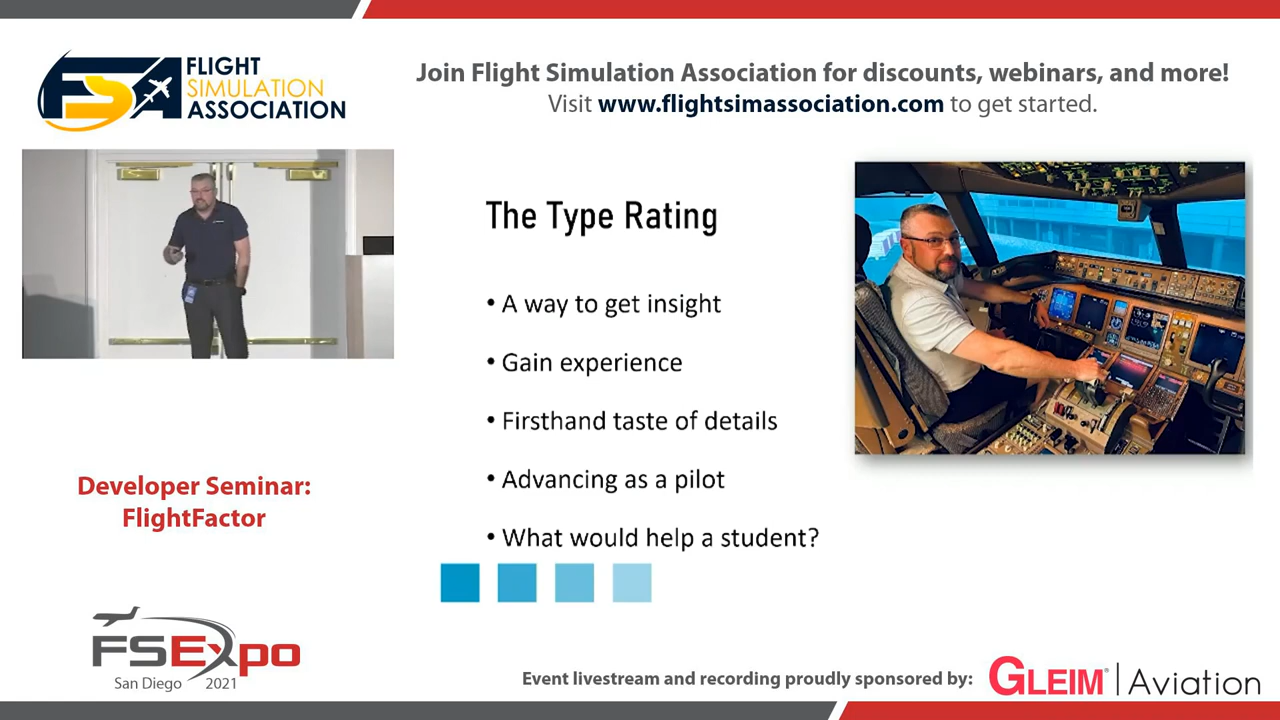 FLIGHT
SIMULATION
ASSOCIATION
Join Flight Simulation Association for discounts, webinars, and more!
Visit www.flightsimassociation.com to get started.
The Type Rating
• A way to get insight
• Gain experience
• Firsthand taste of details
• Advancing as a pilot
• What would help a student?
Developer Seminar:
FlightFactor
FSExpo
San Diego 2021
Event livestream and recording proudly sponsored by:
GLEIM® | Aviation